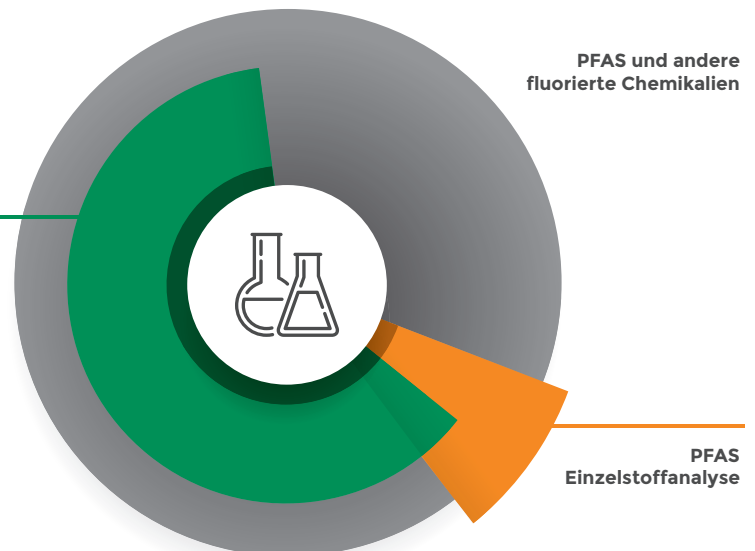 PFAS und andere
fluorierte Chemikalien
PFAS
Einzelstoffanalyse